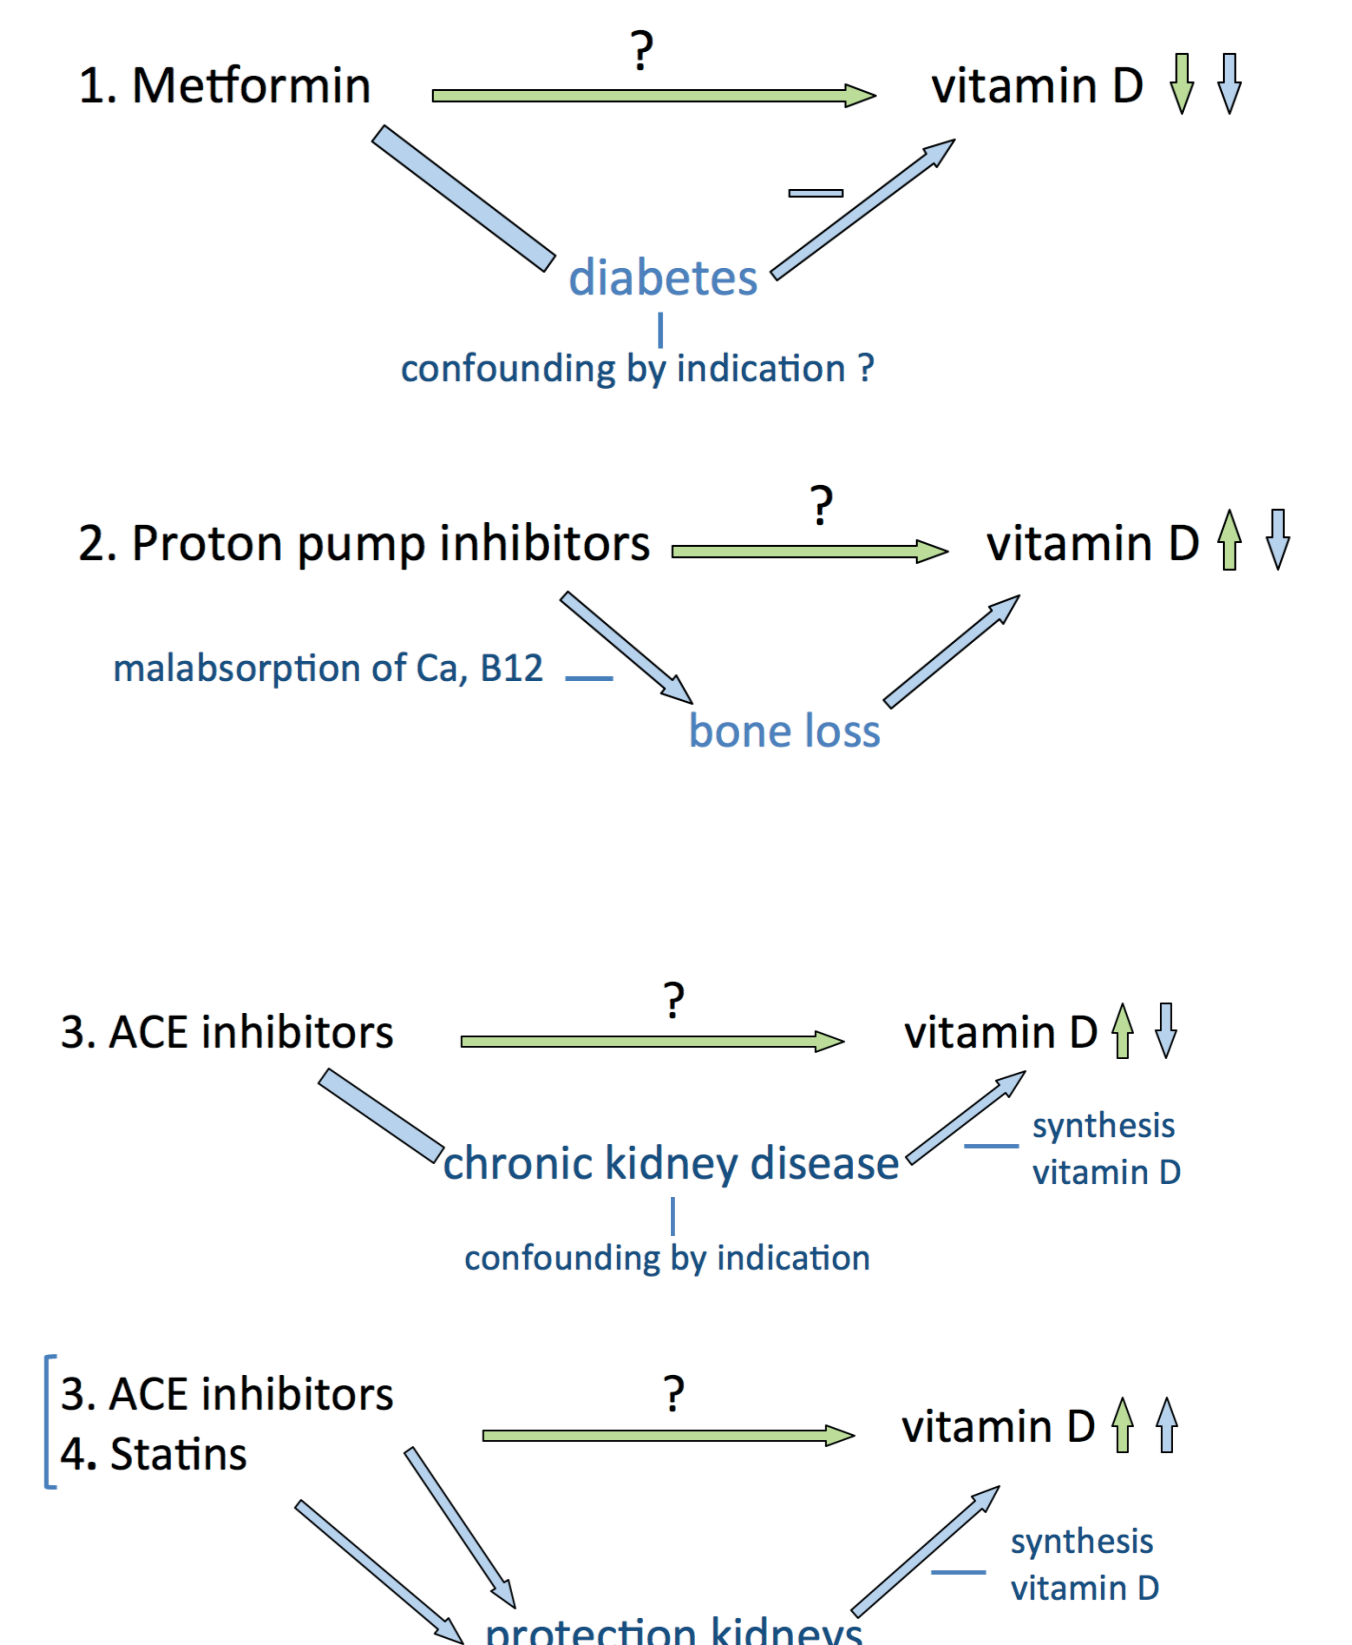 ?
1. Metformin vitamin D
diabetes
confounding by indication ?
?
2. Proton pump inhibitors vitamin D
malabsorption of Ca, B12
bone loss
?
3. ACE inhibitors vitamin D
synthesis
vitamin D
chronic kidney disease
confounding by indication
3. ACE inhibitors ?
vitamin D
4. Statins
synthesis
vitamin D
protection kidneys